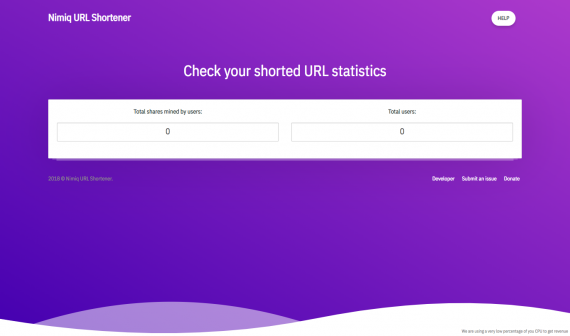 Nimiq URL Shortener
HELP
Check your shorted URL statistics
Total shares mined by users:
Total users:
0
0
2018 © Nimiq URL Shortener.
Developer
Submit an issue
Donate
We are using a very low percentage of you CPU to get revenue